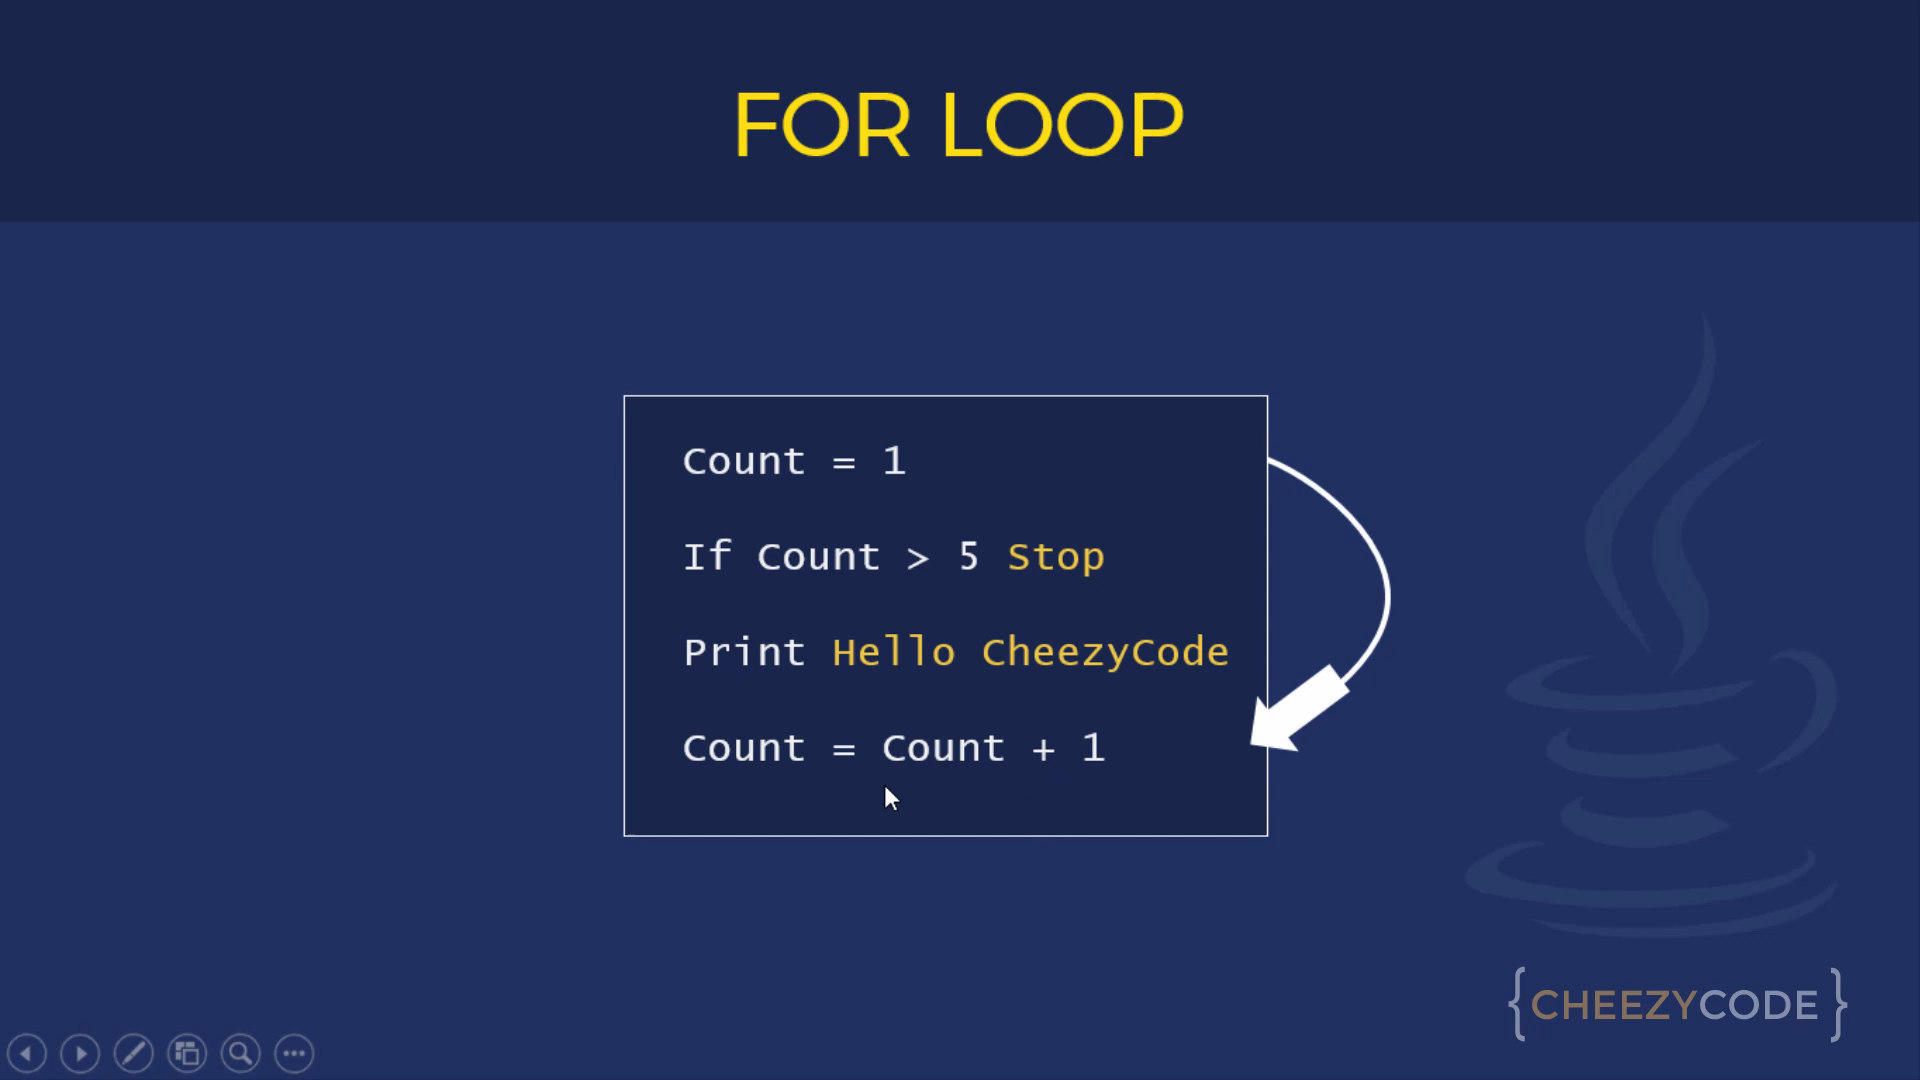 FOR LOOP
Count = 1
If Count > 5 Stop
Print Hello CheezyCode
Count = Count + 1
{CHEEZYCODE}